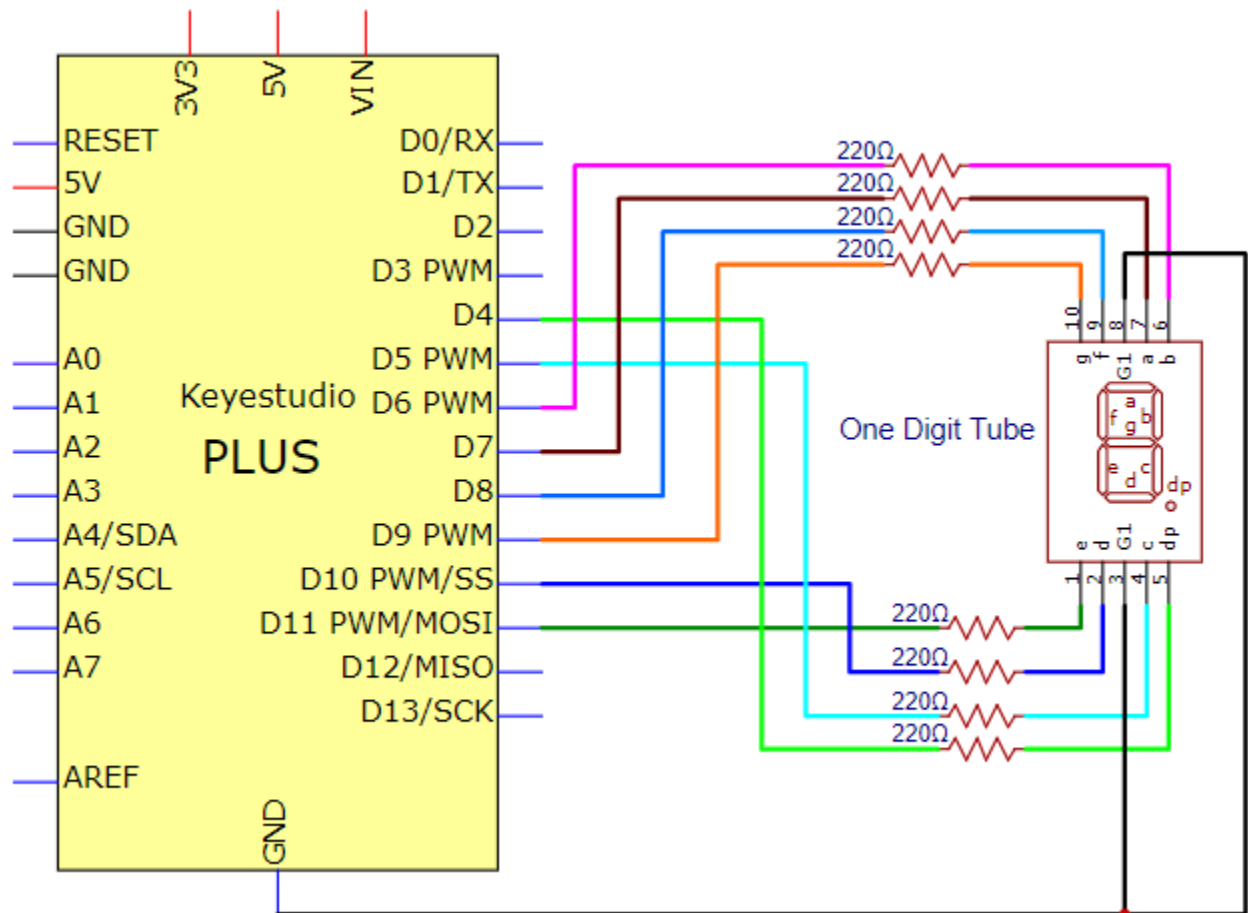 3V3
5V
VIN
RESET
5V
GND
GND
A0
A1
A2
A3
A4/SDA
A5/SCL
A6
A7
AREF
Keyestudio
PLUS
D0/RX
D1/TX
D2
D3 PWM
D4
D5 PWM
D6 PWM
D7
D8
D9 PWM
D10 PWM/SS
D11 PWM/MOSI
D12/MISO
D13/SCK
GND
220Ω
220Ω
220Ω
220Ω
One Digit Tube
10 9 8 7 6
g f G1 a b
a
f b
g
e c
d
dp
e d G1 c dp
1 2 3 4 5
220Ω
220Ω
220Ω
220Ω